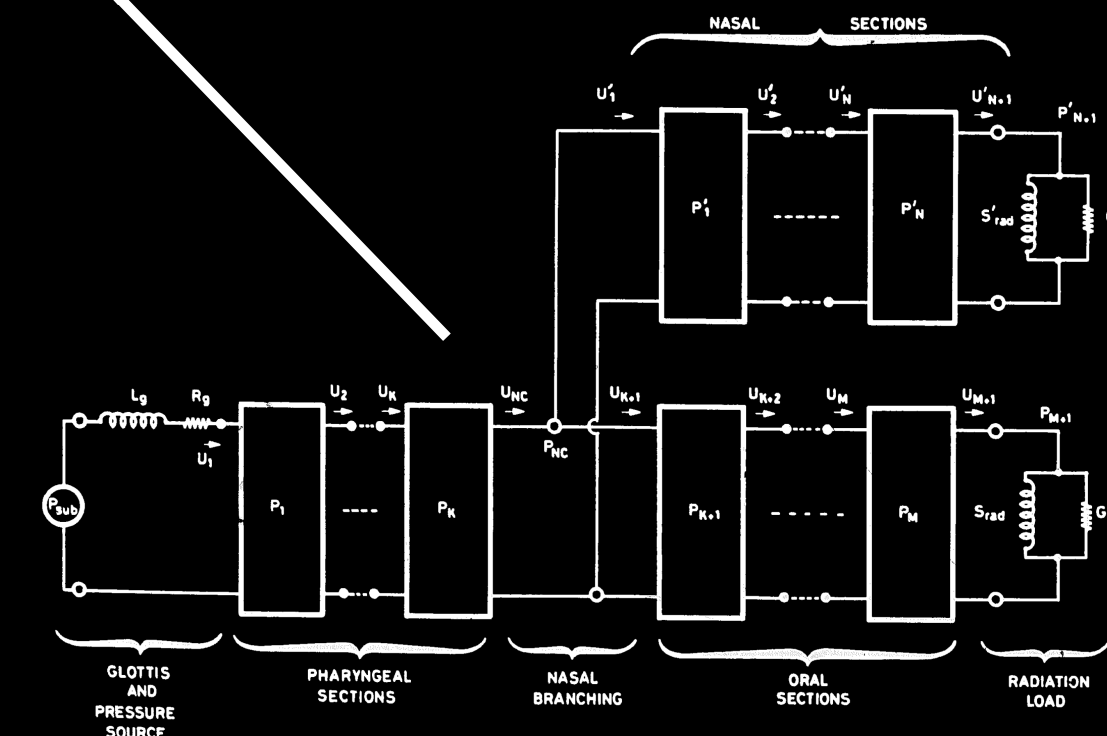 NASAL SECTIONS
U'1 U'2 U'N U'N+1 P'N+1
P'1 P'N S'rad
Lg Rg U2 UK UNC UK+1 UK+2 UM UM+1 PM+1
U1 PNC
Psub P1 PK PK+1 PM Srad G
GLOTTIS
AND
PRESSURE
SOURCE
PHARYNGEAL
SECTIONS
NASAL
BRANCHING
ORAL
SECTIONS
RADIATION
LOAD